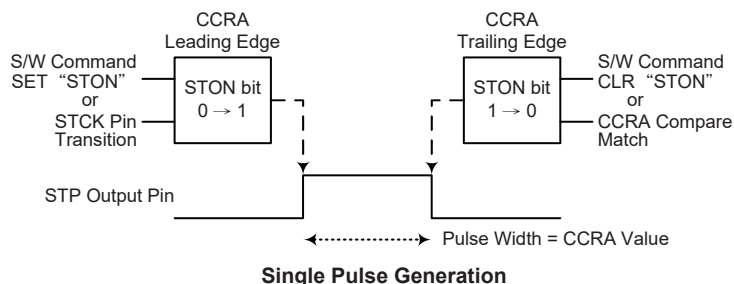 CCRA
Leading Edge
S/W Command
SET “STON”
or
STCK Pin
Transition
STON bit
0 → 1
CCRA
Trailing Edge
STON bit
1 → 0
S/W Command
CLR “STON”
or
CCRA Compare
Match
STP Output Pin
Pulse Width = CCRA Value
Single Pulse Generation